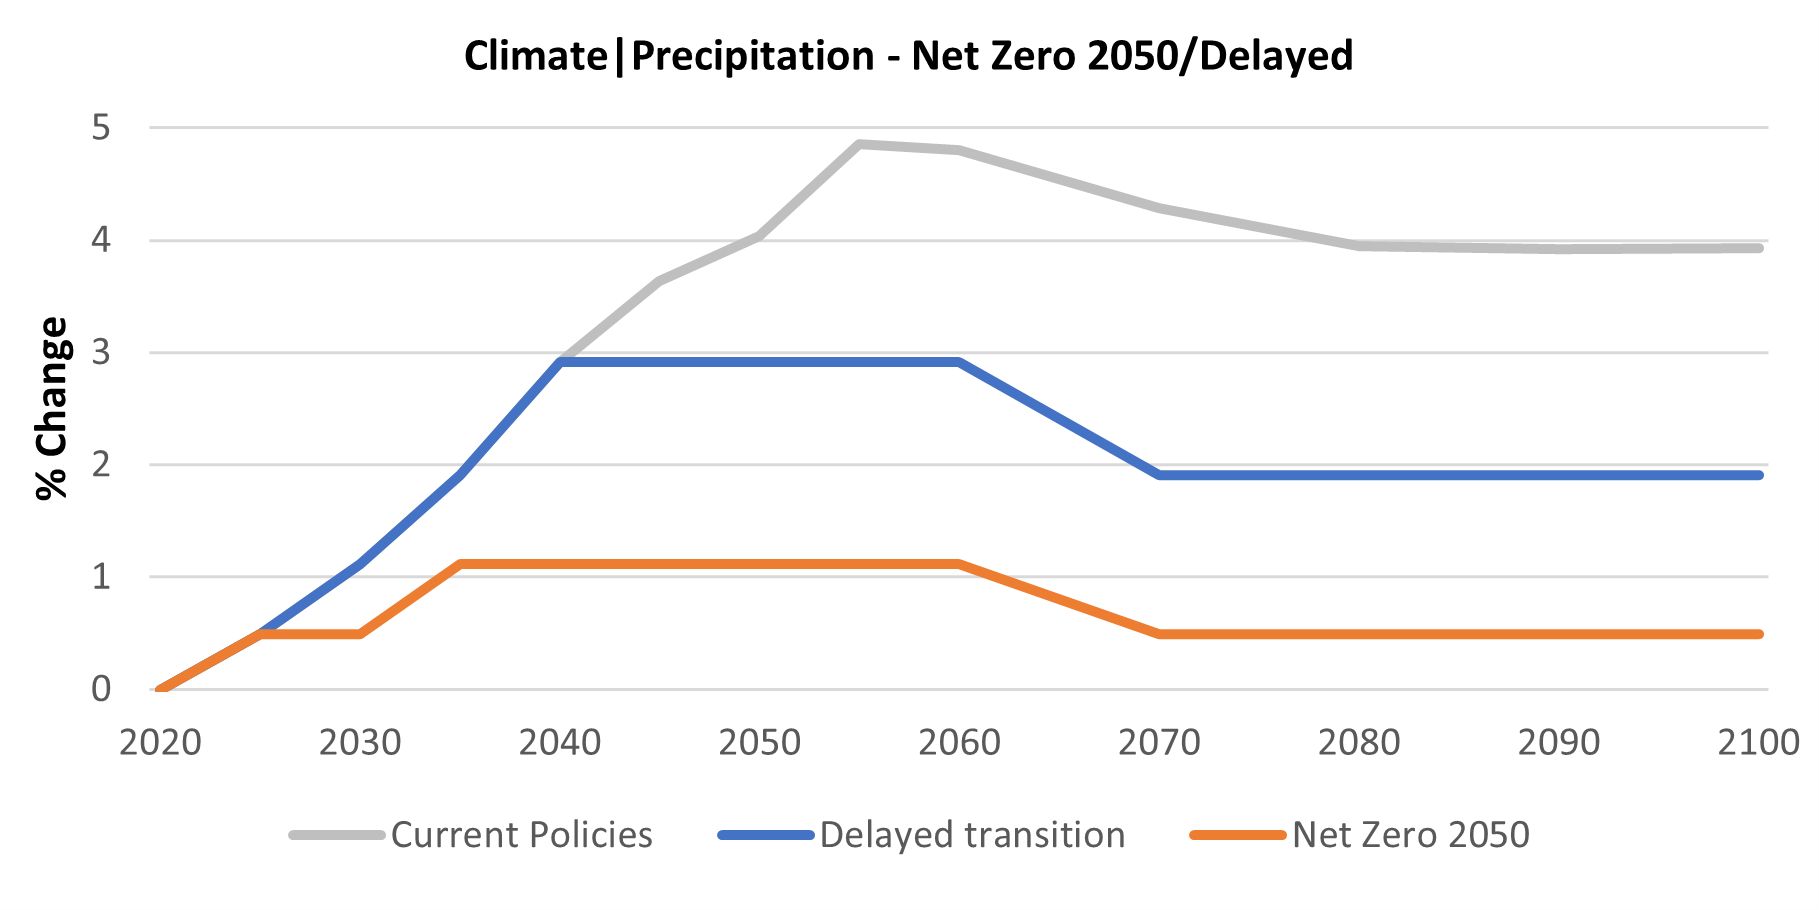 Climate|Precipitation - Net Zero 2050/Delayed
% Change
5
4
3
2
1
0
2020 2030 2040 2050 2060 2070 2080 2090 2100
Current Policies Delayed transition Net Zero 2050